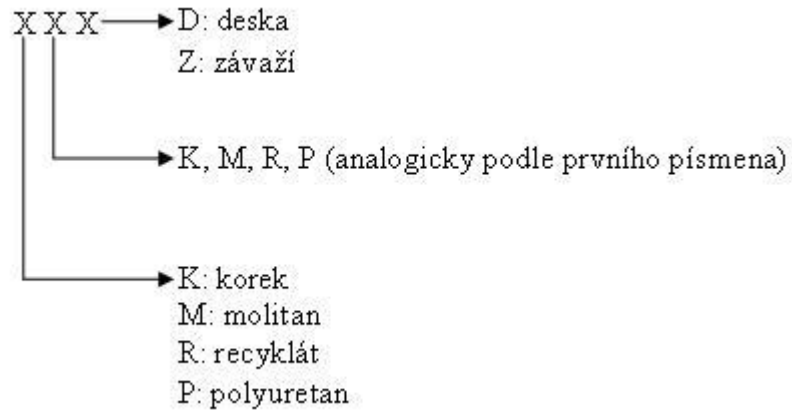 X X X D: deska
Z: závaží
K, M, R, P (analogicky podle prvního písmena)
K: korek
M: molitan
R: recyklát
P: polyuretan